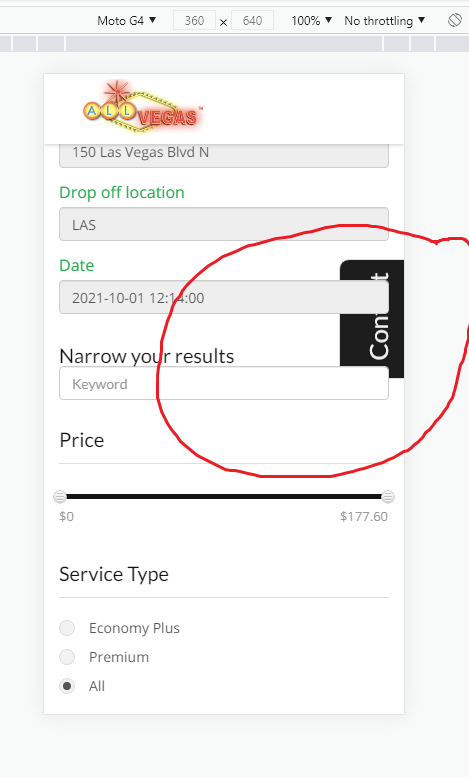 Moto G4 ▼ 360 x 640 100% ▼ No throttling ▼
ALL VEGAS™
150 Las Vegas Blvd N
Drop off location
LAS
Date
2021-10-01 12:14:00
Narrow your results
Keyword
Price
$0 $177.60
Service Type
Economy Plus
Premium
All